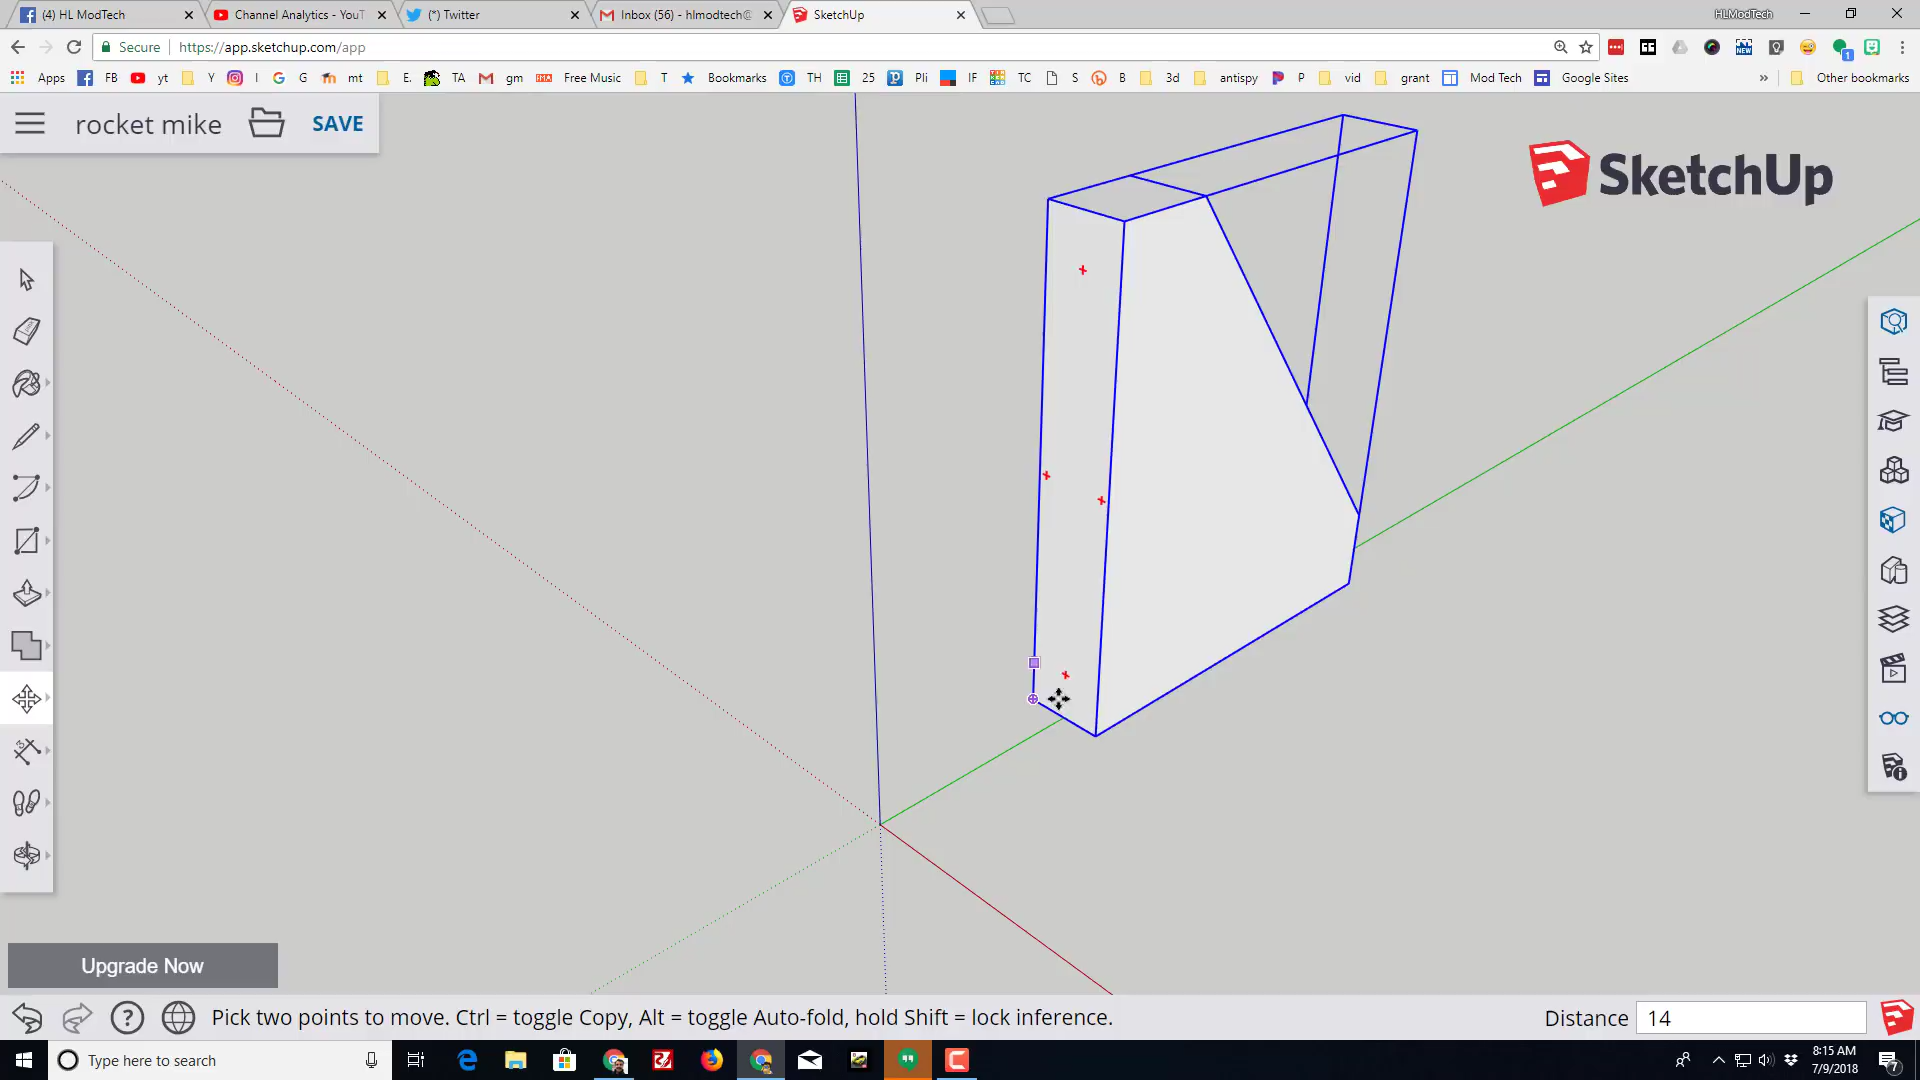 (4) HL ModTech
Channel Analytics - YouT
(*) Twitter
Inbox (56) - hlmodtech@
SketchUp
HLModTech
Secure
https://app.sketchup.com/app
Apps FB yt Y I G mt E. TA gm Free Music T Bookmarks TH 25 Pli IF TC S B 3d antispy P vid grant Mod Tech Google Sites » Other bookmarks
rocket mike
SAVE
SketchUp
Upgrade Now
Pick two points to move. Ctrl = toggle Copy, Alt = toggle Auto-fold, hold Shift = lock inference.
Distance 14
Type here to search
8:15 AM
7/9/2018